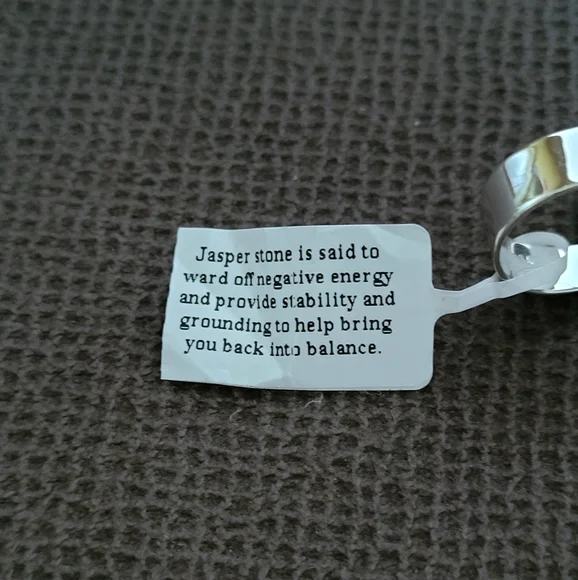 Jasper stone is said to
ward off negative energy
and provide stability and
grounding to help bring
you back into balance.